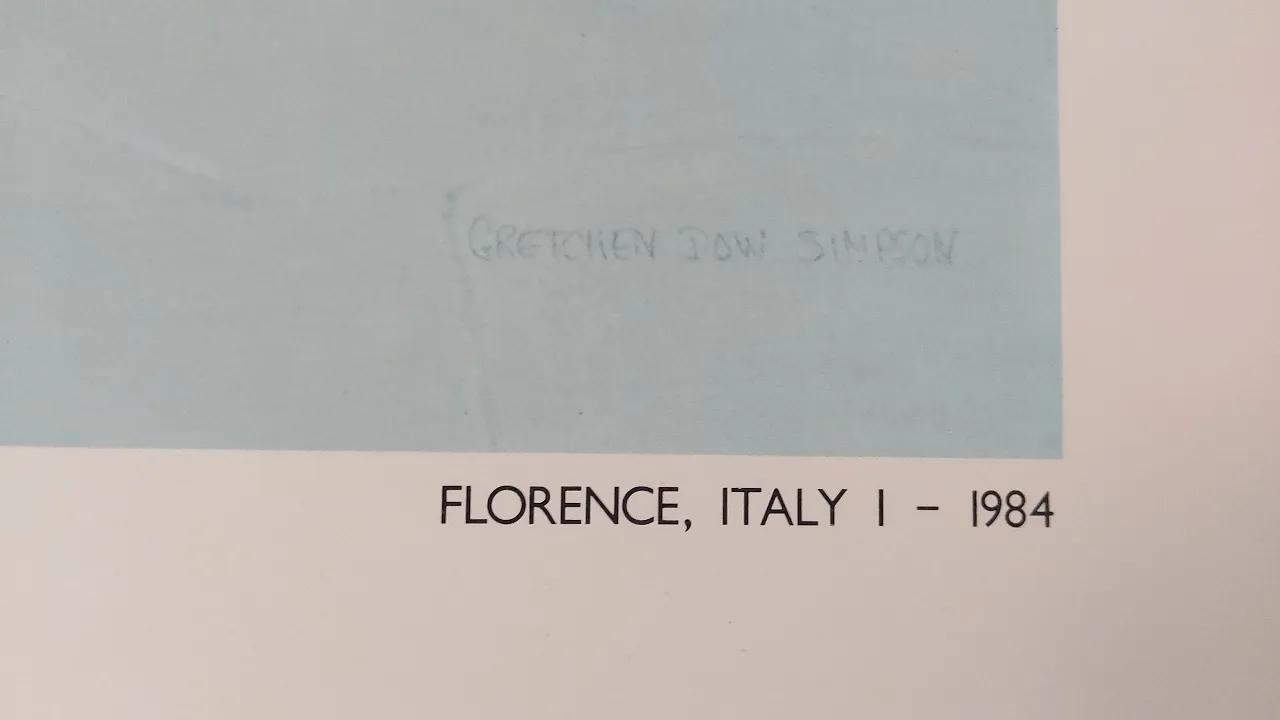 GRETCHEN DOW SIMPSON
FLORENCE, ITALY I – 1984